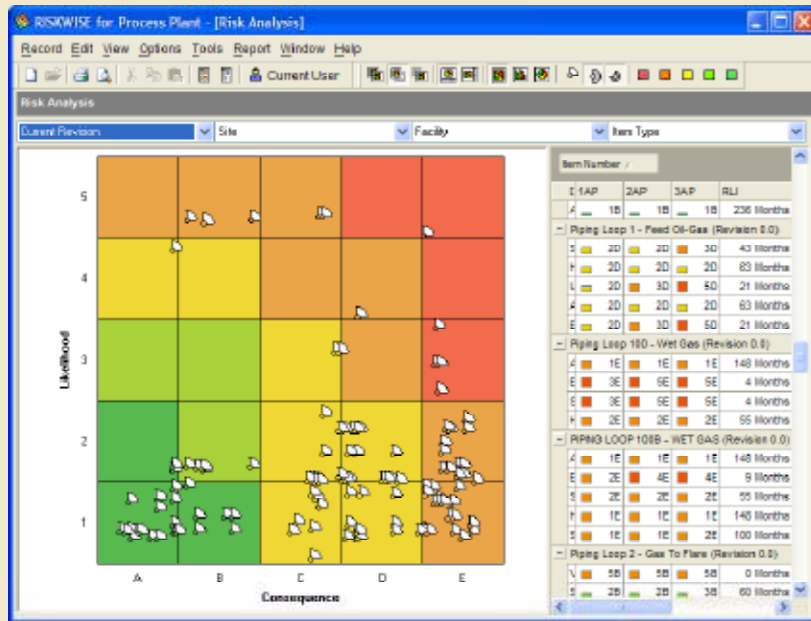 RISKWISE for Process Plant - [Risk Analysis]
Record Edit View Options Tools Report Window Help
Current User
Risk Analysis
Current Revision Site Facility Item Type
Item Number
1AP 2AP 3AP RLI
1B 1B 1B 236 Months
Piping Loop 1 - Feed Oil-Gas (Revision 0.0)
2D 2D 3D 43 Months
2D 2D 2D 63 Months
2D 3D 5D 21 Months
2D 2D 2D 63 Months
2D 3D 5D 21 Months
Piping Loop 100 - Wet Gas (Revision 0.0)
1E 1E 1E 148 Months
3E 5E 5E 4 Months
3E 5E 5E 4 Months
2E 2E 2E 55 Months
PIPING LOOP 100B - WET GAS (Revision 0.0)
1E 1E 1E 148 Months
2E 4E 4E 9 Months
2E 2E 2E 55 Months
1E 1E 1E 148 Months
1E 1E 2E 100 Months
Piping Loop 2 - Gas To Flare (Revision 0.0)
5B 5B 5B 0 Months
2B 2B 3B 60 Months
5
4
3
2
1
Likelihood
A B C D E
Consequence